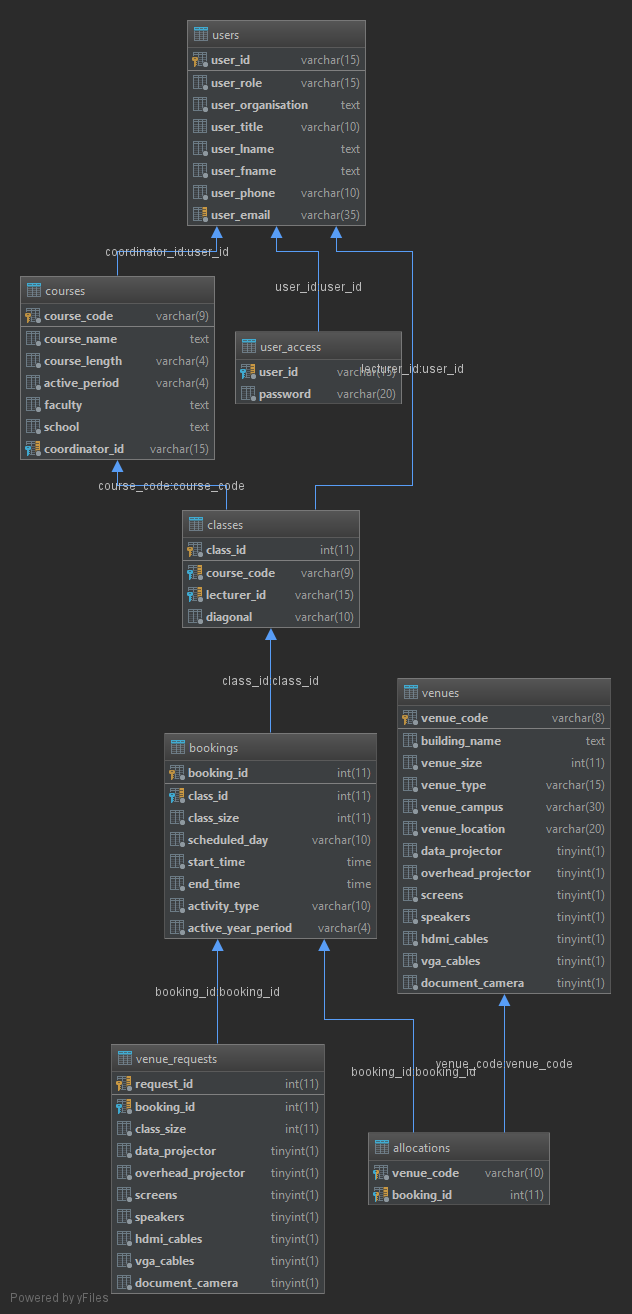 users
user_id varchar(15)
user_role varchar(15)
user_organisation text
user_title varchar(10)
user_lname text
user_fname text
user_phone varchar(10)
user_email varchar(35)
coordinator_id:user_id
courses
course_code varchar(9)
course_name text
course_length varchar(4)
active_period varchar(4)
faculty text
school text
coordinator_id varchar(15)
user_id:user_id
user_access
user_id varchar(15)
password varchar(20)
lecturer_id:user_id
course_code:course_code
classes
class_id int(11)
course_code varchar(9)
lecturer_id varchar(15)
diagonal varchar(10)
class_id:class_id
bookings
booking_id int(11)
class_id int(11)
class_size int(11)
scheduled_day varchar(10)
start_time time
end_time time
activity_type varchar(10)
active_year_period varchar(4)
venues
venue_code varchar(8)
building_name text
venue_size int(11)
venue_type varchar(15)
venue_campus varchar(30)
venue_location varchar(20)
data_projector tinyint(1)
overhead_projector tinyint(1)
screens tinyint(1)
speakers tinyint(1)
hdmi_cables tinyint(1)
vga_cables tinyint(1)
document_camera tinyint(1)
booking_id:booking_id
venue_requests
request_id int(11)
booking_id int(11)
class_size int(11)
data_projector tinyint(1)
overhead_projector tinyint(1)
screens tinyint(1)
speakers tinyint(1)
hdmi_cables tinyint(1)
vga_cables tinyint(1)
document_camera tinyint(1)
venue_code:venue_code
booking_id:booking_id
allocations
venue_code varchar(10)
booking_id int(11)
Powered by yFiles